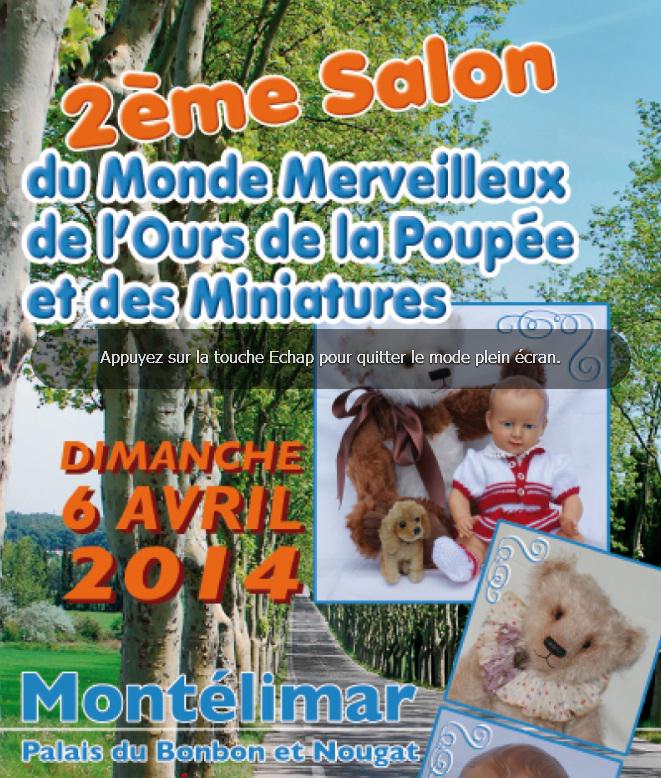 2ème Salon
du Monde Merveilleux
de l'Ours de la Poupée
et des Miniatures
Appuyez sur la touche Echap pour quitter le mode plein écran.
DIMANCHE
6 AVRIL
2014
Montélimar
Palais du Bonbon et Nougat